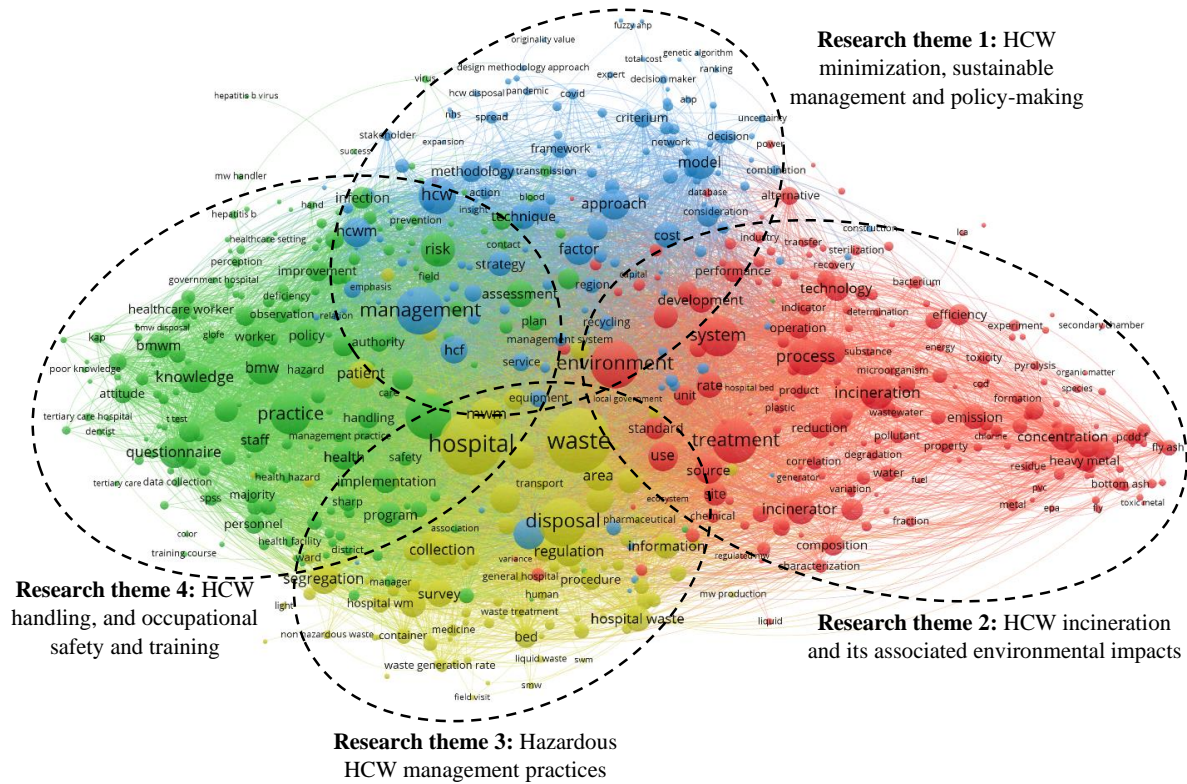 fuzzy ahp
originality value
Research theme 1: HCW
minimization, sustainable
management and policy-making
design methodology approach
total cost
genetic algorithm
expert
decision maker
ranking
virus
hcw disposal
pandemic
covid
ahp
hepatitis b virus
nhs
spread
criterium
uncertainty
stakeholder
expansion
network
decision
power
success
framework
model
methodology
transmission
combination
mw handler
infection
hcw
action
blood
database
alternative
hand
insight
technique
approach
consideration
hepatitis b
prevention
construction
lca
hcwm
cost
healthcare setting
risk
contact
factor
industry
transfer
sterilization
perception
strategy
capital
performance
recovery
government hospital
improvement
field
region
bacterium
deficiency
emphasis
assessment
development
technology
healthcare worker
observation
relation
management
plan
recycling
indicator
determination
efficiency
bmw disposal
glofe
worker
policy
authority
management system
system
operation
experiment
secondary chamber
kap
bmwm
hcf
service
environment
process
substance
energy
toxicity
poor knowledge
knowledge
bmw
hazard
patient
rate
hospital bed
microorganism
pyrolysis
organic matter
attitude
care
equipment
local government
unit
product
incineration
cod
species
tertiary care hospital
t test
practice
handling
mwm
plastic
wastewater
formation
dentist
staff
management practice
hospital
waste
standard
treatment
reduction
emission
chlorine
concentration
pcdd f
questionnaire
health
safety
use
pollutant
property
heavy metal
fly ash
tertiary care
data collection
health hazard
implementation
area
source
correlation
degradation
residue
spss
majority
sharp
transport
ecosystem
site
generator
water
fuel
pvc
bottom ash
personnel
program
disposal
pharmaceutical
chemical
variation
metal
epa
fly
toxic metal
color
health facility
association
incinerator
fraction
training course
ward
district
collection
regulation
information
variance
regulated mw
composition
segregation
manager
general hospital
procedure
characterization
Research theme 4: HCW
handling, and occupational
safety and training
light
hospital wm
survey
human
mw production
waste treatment
hospital waste
liquid
Research theme 2: HCW incineration
and its associated environmental impacts
non hazardous waste
container
medicine
bed
waste generation rate
liquid waste
swm
smw
field visit
Research theme 3: Hazardous
HCW management practices